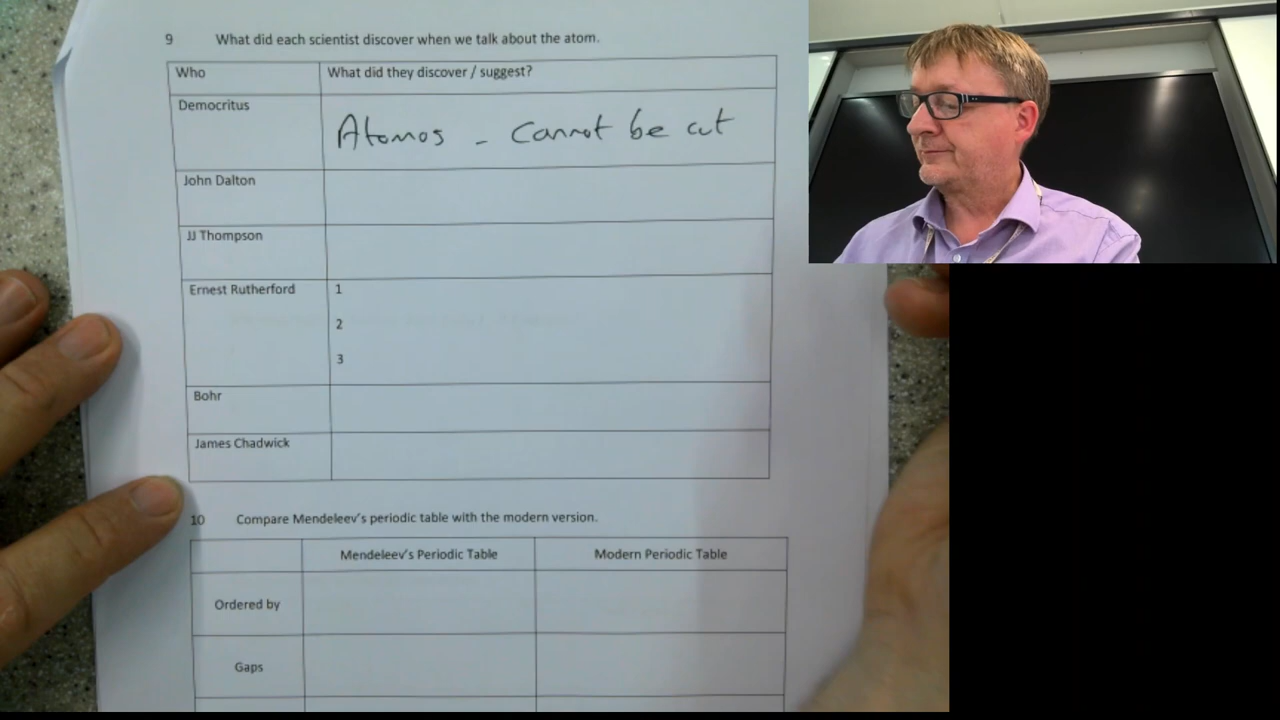 9 What did each scientist discover when we talk about the atom.
Who What did they discover / suggest?
Democritus
Atomos - Cannot be cut
John Dalton
JJ Thompson
Ernest Rutherford 1
2
3
Bohr
James Chadwick
10 Compare Mendeleev's periodic table with the modern version.
Mendeleev's Periodic Table Modern Periodic Table
Ordered by
Gaps